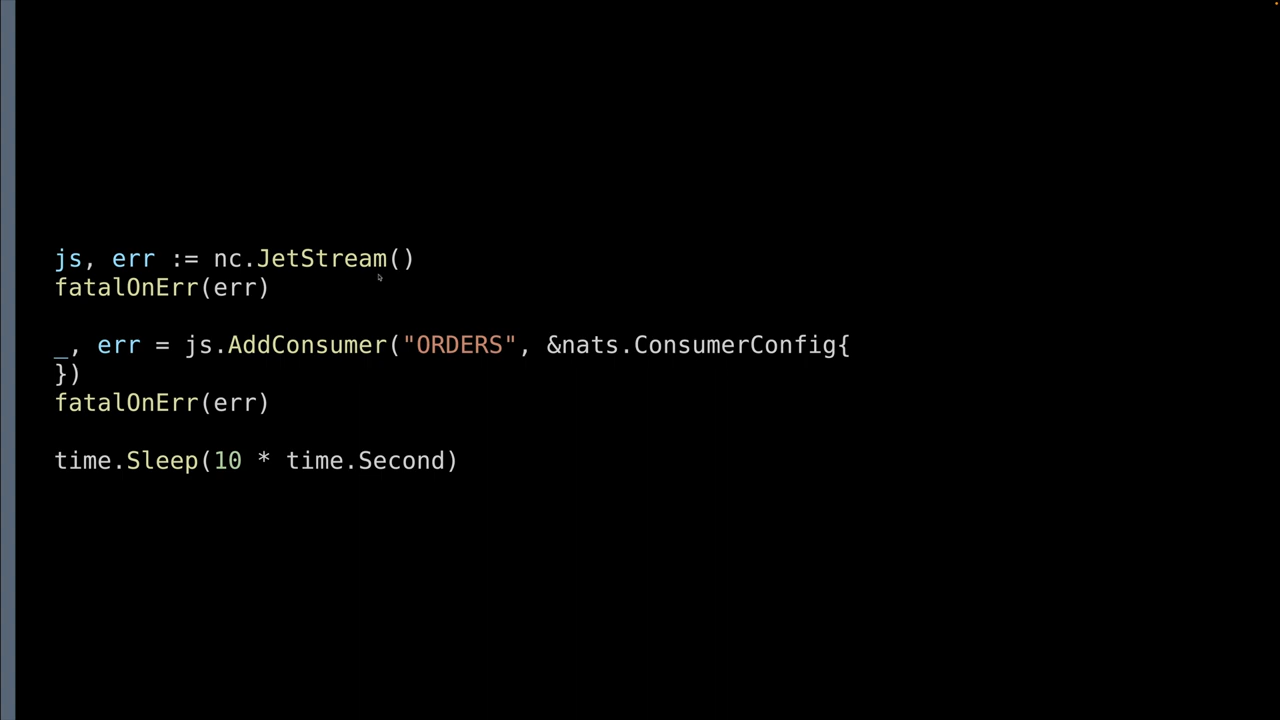 js, err := nc.JetStream()
fatalOnErr(err)
_, err = js.AddConsumer("ORDERS", &nats.ConsumerConfig{
})
fatalOnErr(err)
time.Sleep(10 * time.Second)